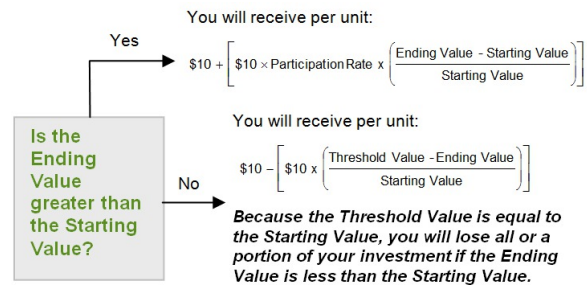 You will receive per unit:
Yes
$10 + [ $10 × Participation Rate x ( Ending Value - Starting Value
Starting Value ) ]
You will receive per unit:
Is the
Ending
Value
greater than
the Starting
Value?
No
$10 – [ $10 x ( Threshold Value - Ending Value
Starting Value ) ]
Because the Threshold Value is equal to
the Starting Value, you will lose all or a
portion of your investment if the Ending
Value is less than the Starting Value.